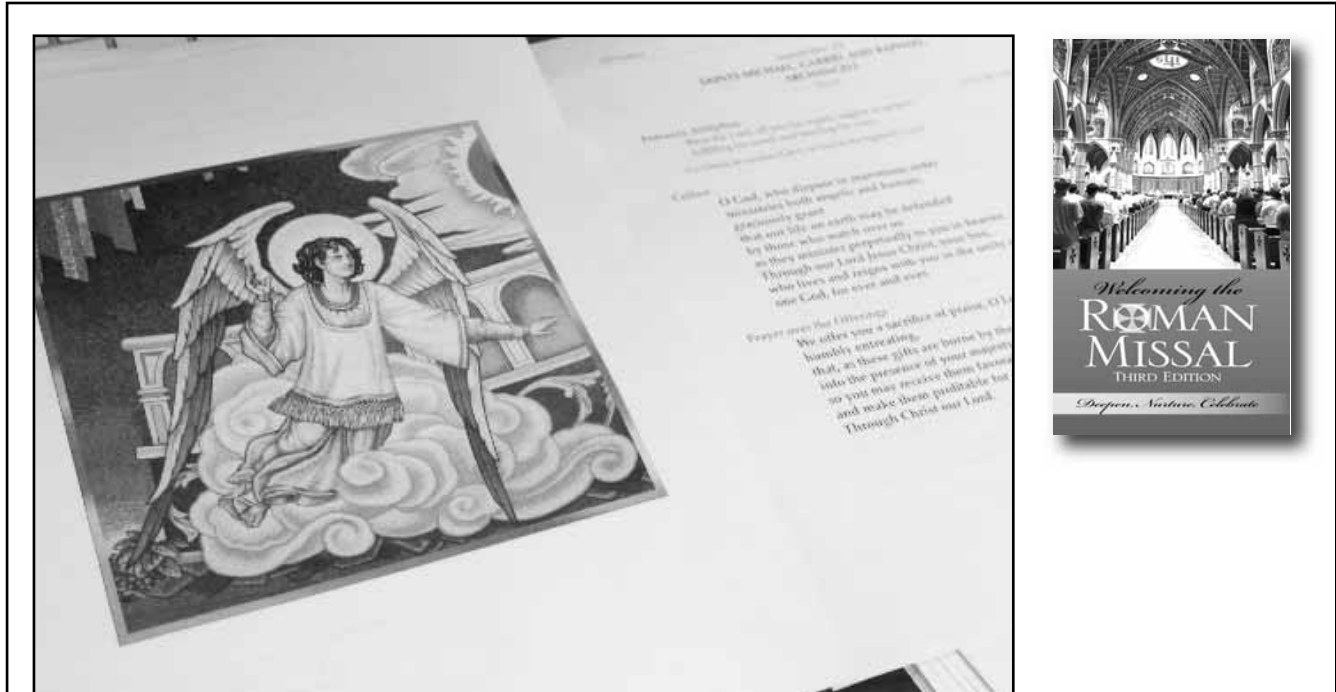 SAINTS MICHAEL, GABRIEL AND RAPHAEL,
ARCHANGELS
Entrance Antiphon
Collect
O God, who dispose in marvelous order
ministries both angelic and human,
graciously grant
that our life on earth may be defended
by those who watch over us
as they minister perpetually to you in heaven.
Through our Lord Jesus Christ, your Son,
who lives and reigns with you in the unity
one God, for ever and ever.
Prayer over the Offerings
We offer you a sacrifice of praise, O
humbly entreating,
that, as these gifts are borne by the
into the presence of your majesty,
so you may receive them
and make them profitable for
Through Christ our Lord.
Welcoming the
ROMAN
MISSAL
THIRD EDITION
Deepen, Nurture, Celebrate